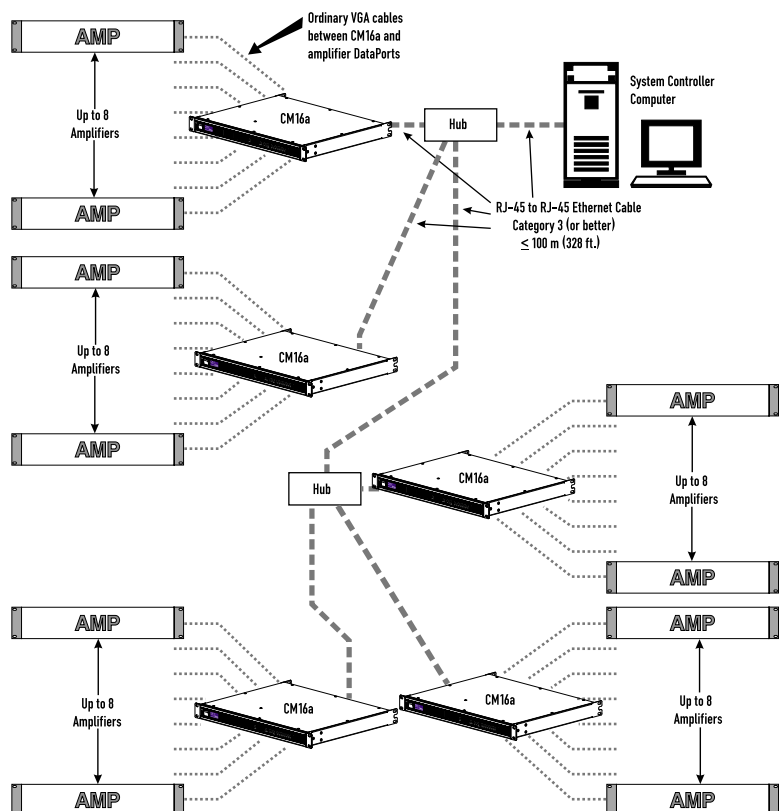 AMP
Ordinary VGA cables
between CM16a and
amplifier DataPorts
Up to 8
Amplifiers
CM16a
Hub
System Controller
Computer
AMP
RJ-45 to RJ-45 Ethernet Cable
Category 3 (or better)
≤ 100 m (328 ft.)
AMP
Up to 8
Amplifiers
CM16a
AMP
AMP
Up to 8
Amplifiers
CM16a
Hub
AMP
AMP
Up to 8
Amplifiers
CM16a
AMP
AMP
Up to 8
Amplifiers
CM16a
AMP